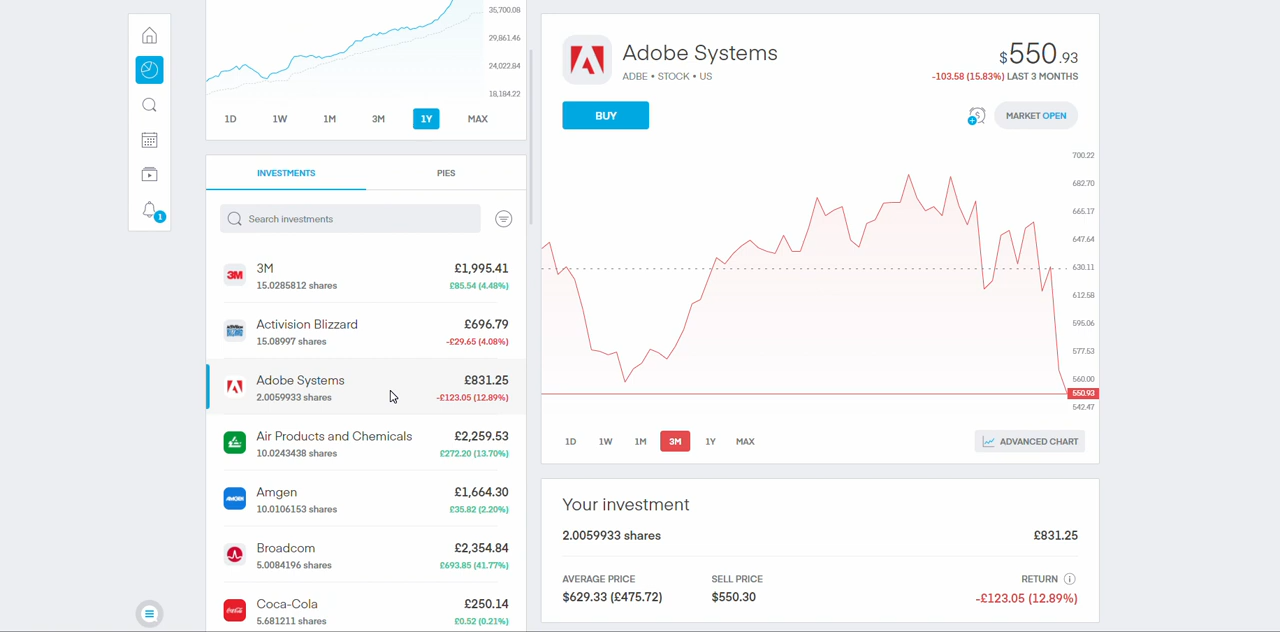 35,700.08
29,861.46
24,022.84
18,184.22
1D 1W 1M 3M 1Y MAX
INVESTMENTS PIES
Search investments
1
3M
3M £1,995.41
15.0285812 shares £85.54 (4.48%)
Activision Blizzard £696.79
15.08997 shares -£29.65 (4.08%)
Adobe Systems £831.25
2.0059933 shares -£123.05 (12.89%)
Air Products and Chemicals £2,259.53
10.0243438 shares £272.20 (13.70%)
AMGEN
Amgen £1,664.30
10.0106153 shares £35.82 (2.20%)
Broadcom £2,354.84
5.0084196 shares £693.85 (41.77%)
Coca-Cola £250.14
5.681211 shares £0.52 (0.21%)
Adobe Systems
ADBE • STOCK • US
$550.93
-103.58 (15.83%) LAST 3 MONTHS
BUY
MARKET OPEN
700.22
682.70
665.17
647.64
630.11
612.58
595.06
577.53
560.00
550.93
542.47
1D 1W 1M 3M 1Y MAX
ADVANCED CHART
Your investment
2.0059933 shares £831.25
AVERAGE PRICE SELL PRICE RETURN
$629.33 (£475.72) $550.30 -£123.05 (12.89%)